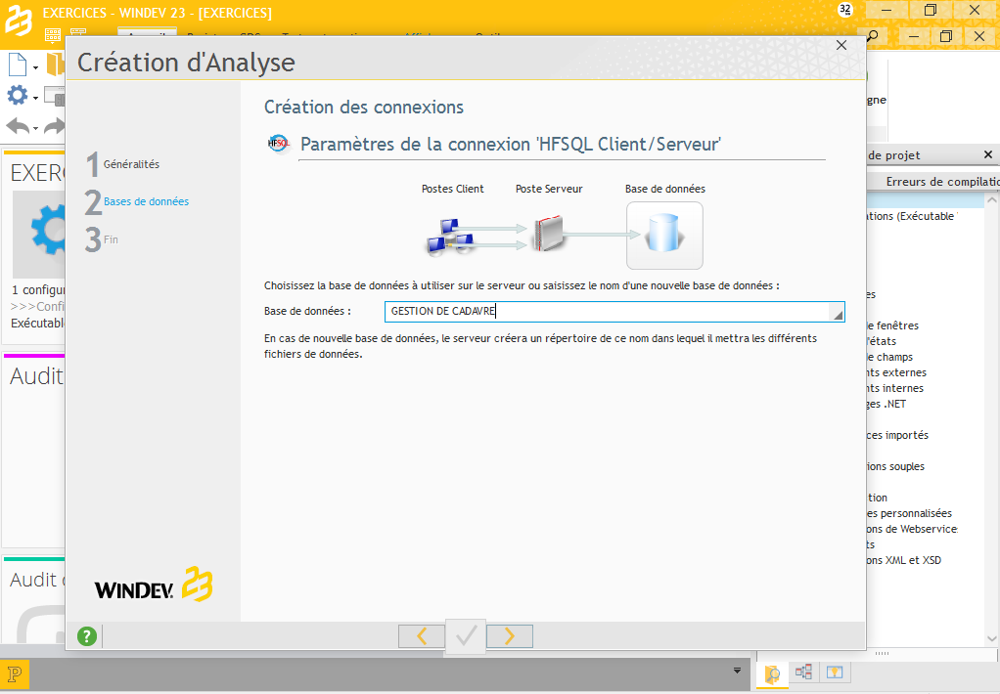 EXERCICES - WINDEV 23 - [EXERCICES]
32
Création d'Analyse
gne
1 Généralités
2 Bases de données
3 Fin
Création des connexions
HFSQL
Paramètres de la connexion 'HFSQL Client/Serveur'
Postes Client
Poste Serveur
Base de données
Choisissez la base de données à utiliser sur le serveur ou saisissez le nom d'une nouvelle base de données :
Base de données :
GESTION DE CADAVRE
En cas de nouvelle base de données, le serveur créera un répertoire de ce nom dans lequel il mettra les différents
fichiers de données.
WINDEV. 23
?
EXER
1 configu
>>>Confi
Exécutabl
Audit
Audit
P
de projet
Erreurs de compilatio
ations (Exécutable
es
de fenêtres
d'états
de champs
nts externes
nts internes
ges .NET
ces importés
ions souples
tion
es personnalisées
ons de Webservices
ts
ons XML et XSD